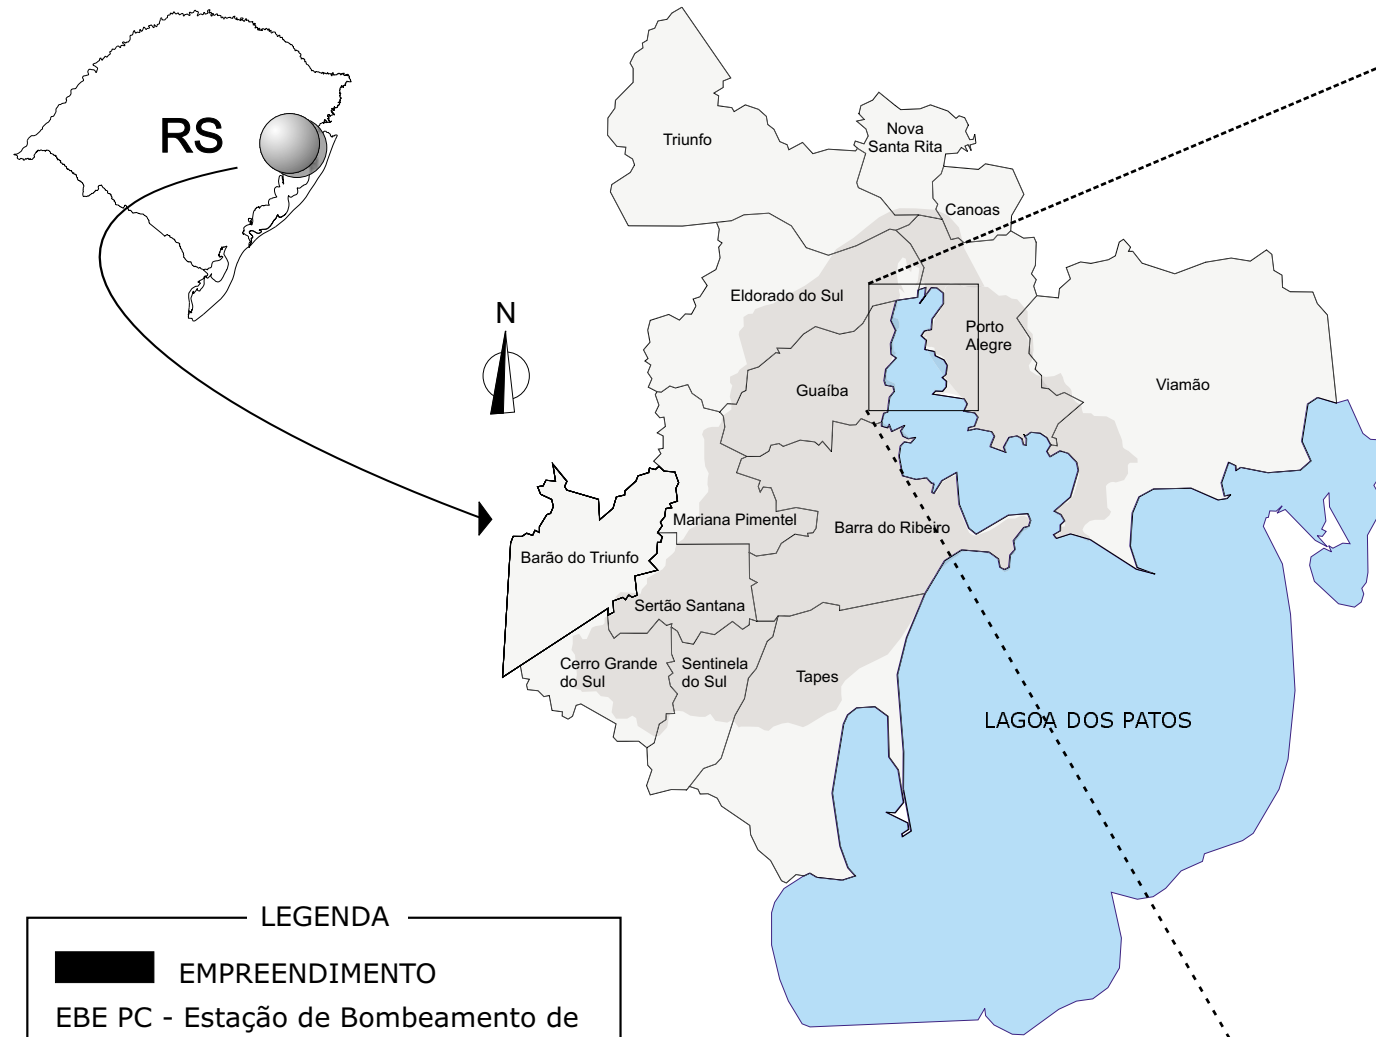 RS
N
Triunfo
Nova
Santa Rita
Canoas
Eldorado do Sul
Porto
Alegre
Guaíba
Viamão
Mariana Pimentel
Barra do Ribeiro
Barão do Triunfo
Sertão Santana
Cerro Grande
do Sul
Sentinela
do Sul
Tapes
LAGOA DOS PATOS
LEGENDA
EMPREENDIMENTO
EBE PC - Estação de Bombeamento de